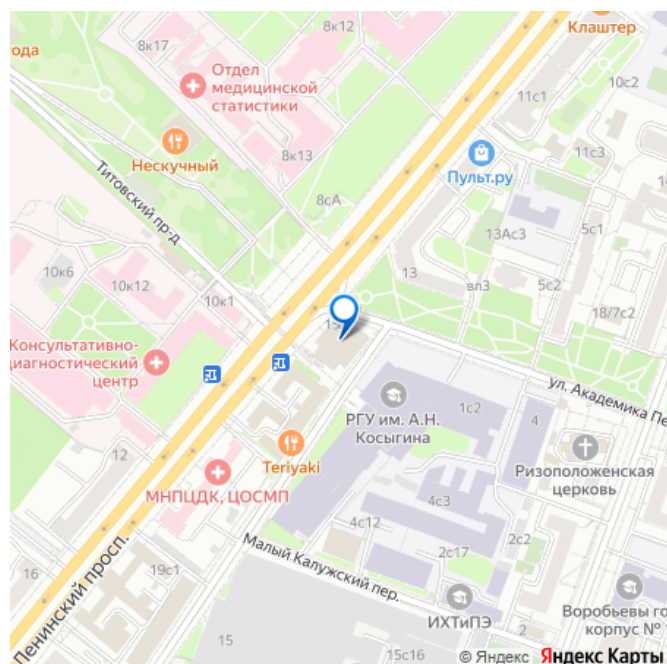 Клаштер
8к12
8к17
года
10с2
Отдел
медицинской
статистики
11с1
8к13
11с3
Нескучный
Пульт.ру
Титовский пр-д
8сА
13Ас3
5с1
10к6
13
вл3
5с2
10к12
10к1
18/7с2
Консультативно-
диагностический
центр
ул. Академика Пе
РГУ им. А.Н.
Косыгина
1с2
4
Teriyaki
Ризоположенская
церковь
12
МНПЦДК, ЦОСМП
4с3
4с12
2с2
Малый Калужский пер.
2с17
Ленинский просп.
19с1
16
ИХТиПЭ
Воробьевы го
корпус №
15
15с16
© Яндекс Яндекс Карты